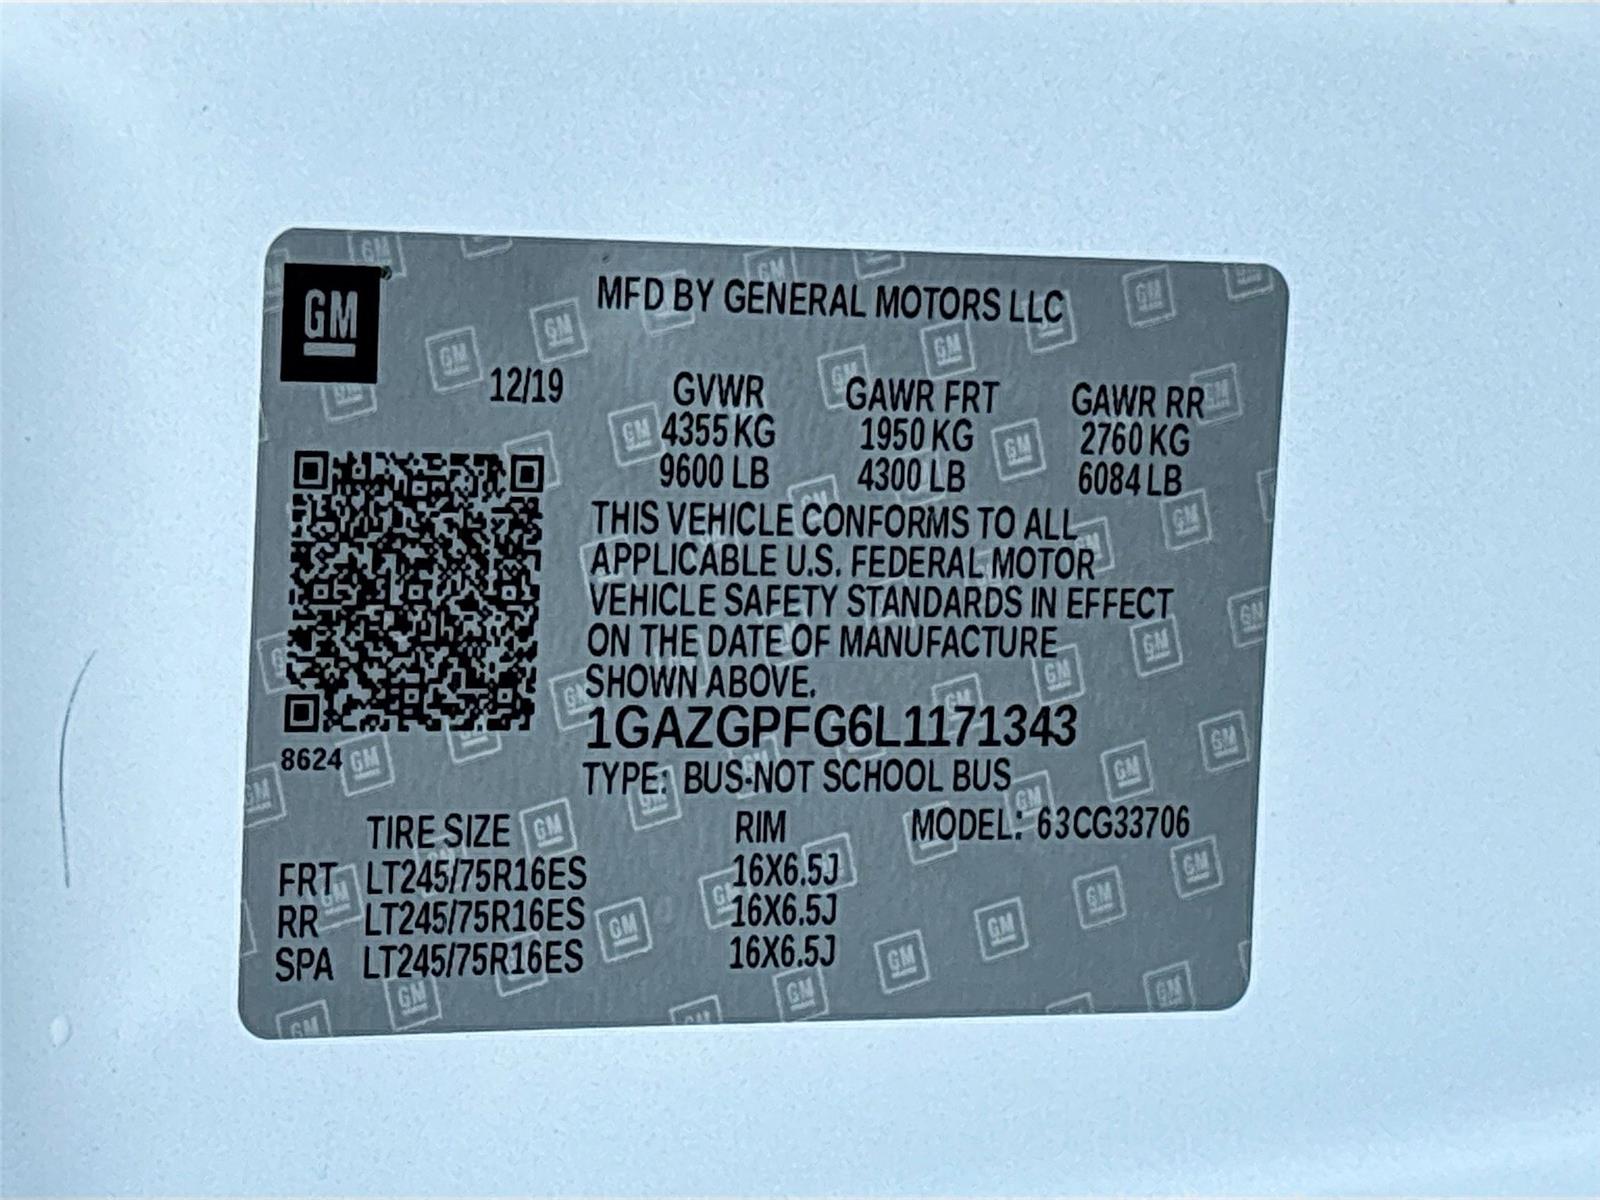 GM
MFD BY GENERAL MOTORS LLC
12/19 GVWR GAWR FRT GAWR RR
4355 KG 1950 KG 2760 KG
9600 LB 4300 LB 6084 LB
THIS VEHICLE CONFORMS TO ALL
APPLICABLE U.S. FEDERAL MOTOR
VEHICLE SAFETY STANDARDS IN EFFECT
ON THE DATE OF MANUFACTURE
SHOWN ABOVE.
1GAZGPFG6L1171343
8624
TYPE: BUS-NOT SCHOOL BUS
TIRE SIZE RIM MODEL: 63CG33706
FRT LT245/75R16ES 16X6.5J
RR LT245/75R16ES 16X6.5J
SPA LT245/75R16ES 16X6.5J